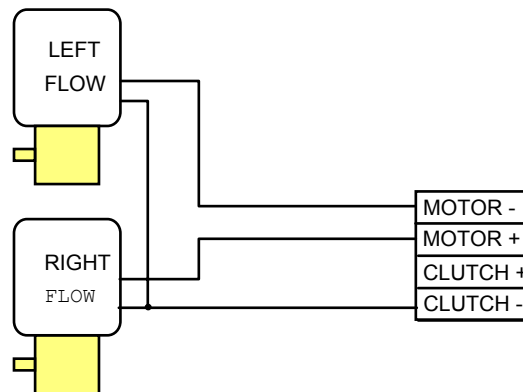 LEFT
FLOW
RIGHT
FLOW
MOTOR -
MOTOR +
CLUTCH +
CLUTCH -